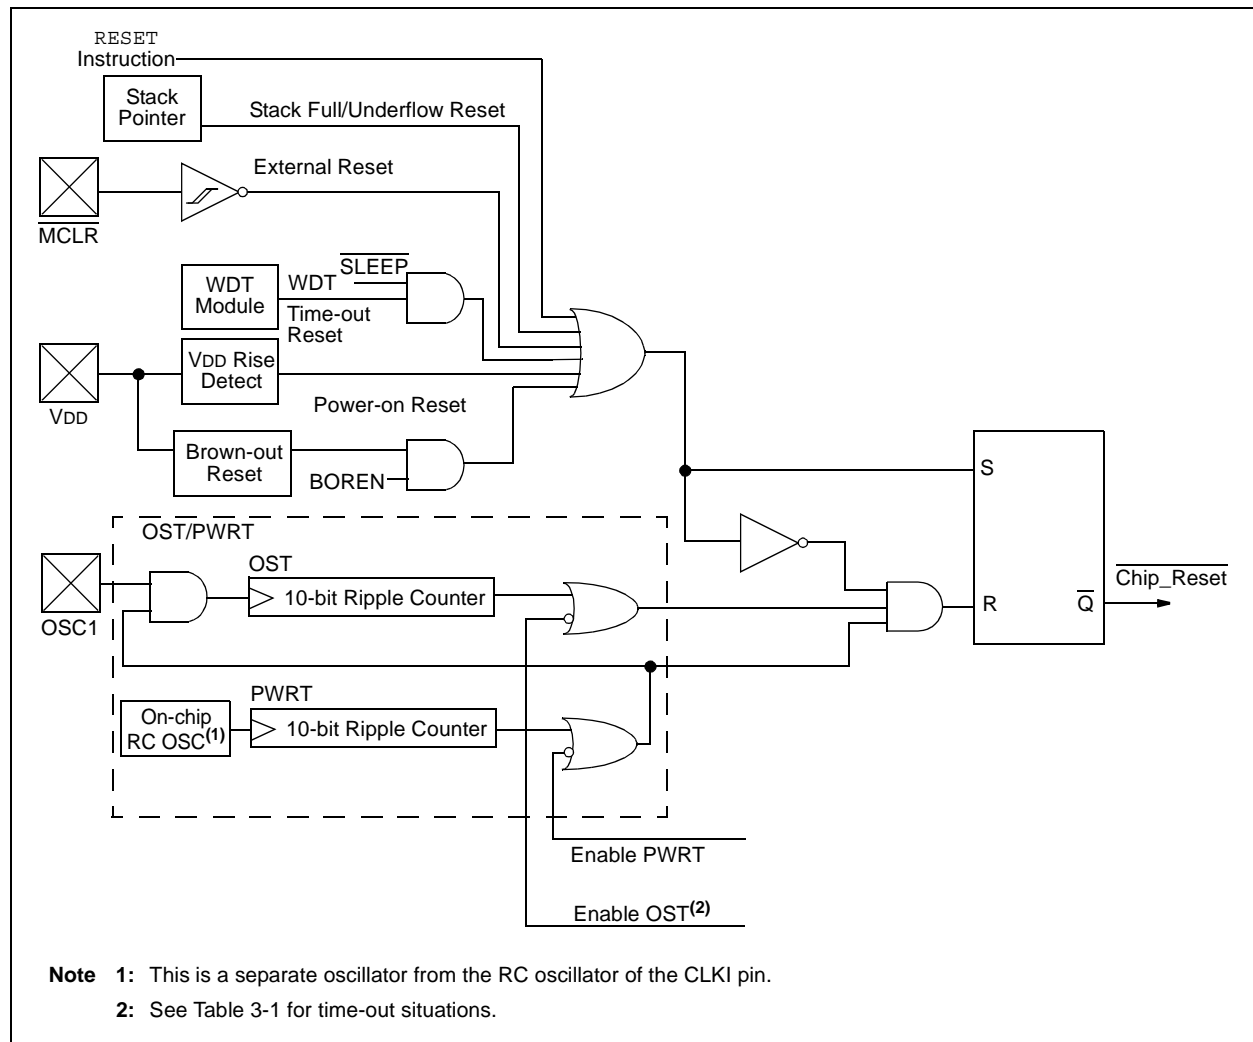 RESET
Instruction
Stack
Pointer
Stack Full/Underflow Reset
External Reset
MCLR
SLEEP
WDT
Module
WDT
Time-out
Reset
VDD Rise
Detect
VDD
Power-on Reset
Brown-out
Reset
BOREN
S
OST/PWRT
OST
10-bit Ripple Counter
OSC1
Chip_Reset
R
Q
PWRT
On-chip
RC OSC(1)
10-bit Ripple Counter
Enable PWRT
Enable OST(2)
Note 1: This is a separate oscillator from the RC oscillator of the CLKI pin.
2: See Table 3-1 for time-out situations.